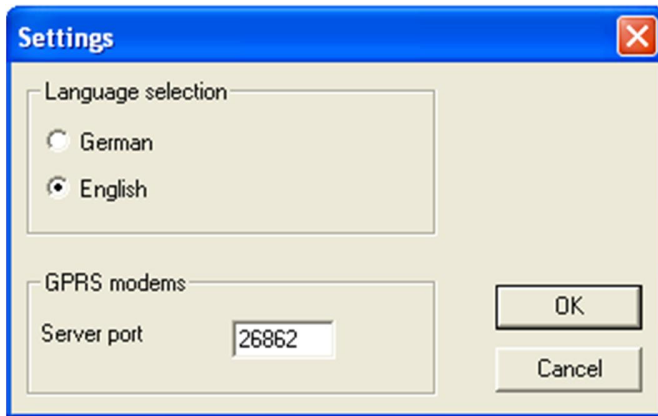 Settings
Language selection
German
English
GPRS modems
Server port 26862
OK
Cancel